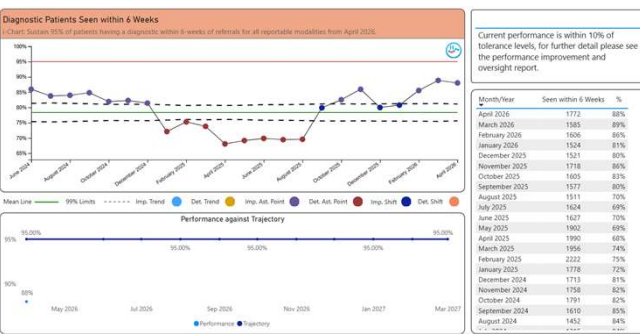 Diagnostic Patients Seen within 6 Weeks
i-Chart: Sustain 95% of patients having a diagnostic within 6-weeks of referrals for all reportable modalities from April 2026.
100%
95%
90%
85%
80%
75%
70%
65%
June 2024
August 2024
October 2024
December 2024
February 2025
April 2025
June 2025
August 2025
October 2025
December 2025
February 2026
April 2026
Mean Line
99% Limits
Imp. Trend
Det. Trend
Imp. Ast. Point
Det. Ast. Point
Imp. Shift
Det. Shift
Performance against Trajectory
95.00%
95.00%
95.00%
95.00%
95%
90%
88%
May 2026
Jul 2026
Sep 2026
Nov 2026
Jan 2027
Mar 2027
Performance
Trajectory
Current performance is within 10% of
tolerance levels, for further detail please see
the performance improvement and
oversight report.
Month/Year Seen within 6 Weeks %
April 2026 1772 88%
March 2026 1585 89%
February 2026 1606 86%
January 2026 1524 81%
December 2025 1521 80%
November 2025 1718 86%
October 2025 1605 83%
September 2025 1577 80%
August 2025 1511 70%
July 2025 1624 69%
June 2025 1627 70%
May 2025 1902 69%
April 2025 1990 68%
March 2025 1956 74%
February 2025 2222 75%
January 2025 1778 72%
December 2024 1713 81%
November 2024 1758 82%
October 2024 1791 82%
September 2024 1610 85%
August 2024 1452 84%